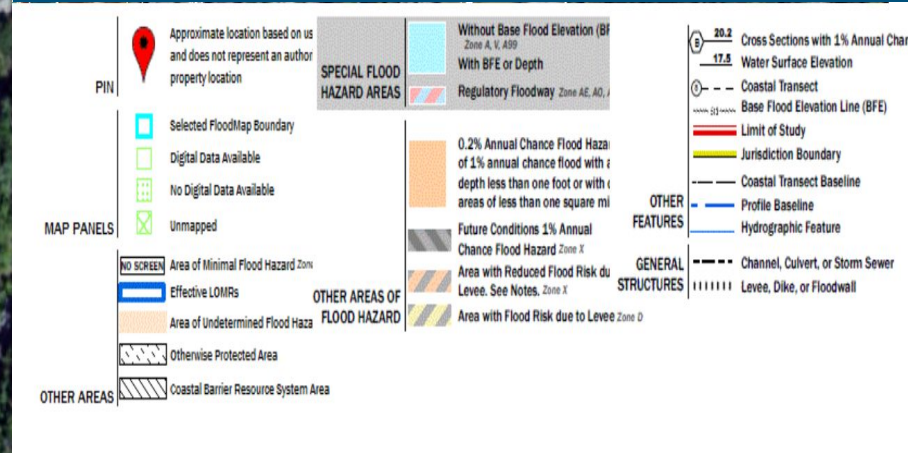 Approximate location based on us
and does not represent an author
property location
PIN
Selected FloodMap Boundary
Digital Data Available
No Digital Data Available
Unmapped
MAP PANELS
NO SCREEN Area of Minimal Flood Hazard Zone
Effective LOMRs
Area of Undetermined Flood Haza
Otherwise Protected Area
Coastal Barrier Resource System Area
OTHER AREAS
Without Base Flood Elevation (BF
Zone A, V, A99
With BFE or Depth
Regulatory Floodway Zone AE, AO,
SPECIAL FLOOD
HAZARD AREAS
0.2% Annual Chance Flood Haza
of 1% annual chance flood with a
depth less than one foot or with
areas of less than one square mi
Future Conditions 1% Annual
Chance Flood Hazard Zone X
Area with Reduced Flood Risk du
Levee. See Notes. Zone X
Area with Flood Risk due to Levee Zone D
OTHER AREAS OF
FLOOD HAZARD
20.2 Cross Sections with 1% Annual Char
17.5 Water Surface Elevation
Coastal Transect
Base Flood Elevation Line (BFE)
Limit of Study
Jurisdiction Boundary
Coastal Transect Baseline
Profile Baseline
Hydrographic Feature
OTHER
FEATURES
Channel, Culvert, or Storm Sewer
Levee, Dike, or Floodwall
GENERAL
STRUCTURES